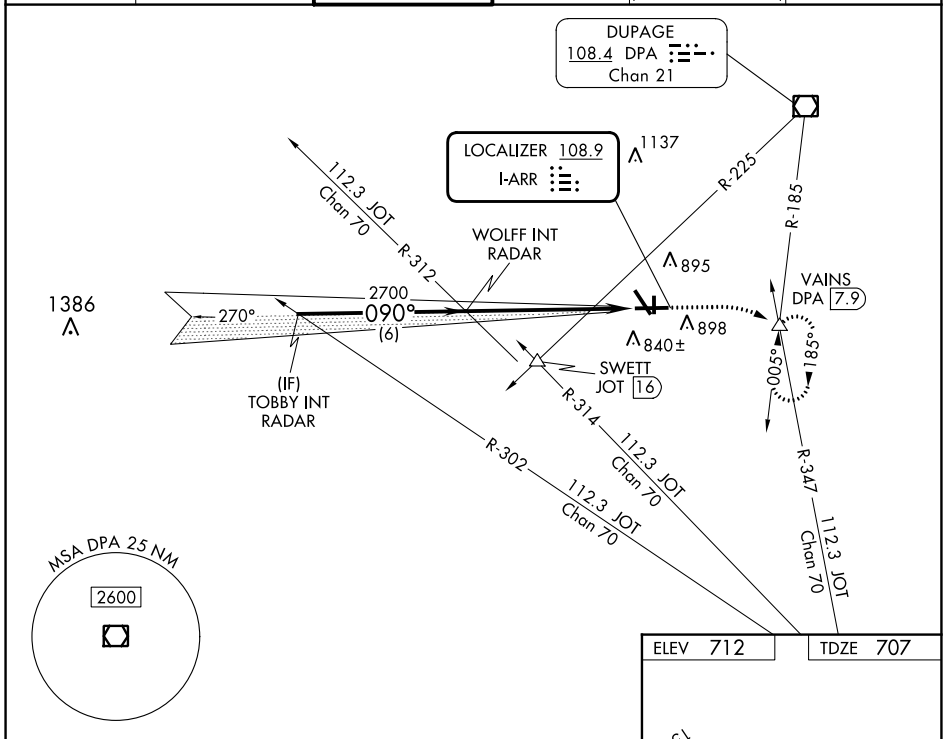 DUPAGE
108.4 DPA
Chan 21
LOCALIZER 108.9
I-ARR
1137
R-225
R-185
112.3 JOT
Chan 70
R-312
WOLFF INT
RADAR
895
VAINS
DPA 7.9
1386
270°
2700
090°
(6)
898
840±
(IF)
TOBBY INT
RADAR
SWETT
JOT 16
005°
185°
R-314
112.3 JOT
Chan 70
R-302
112.3 JOT
Chan 70
R-347
112.3 JOT
Chan 70
MSA DPA 25 NM
2600
ELEV 712
TDZE 707